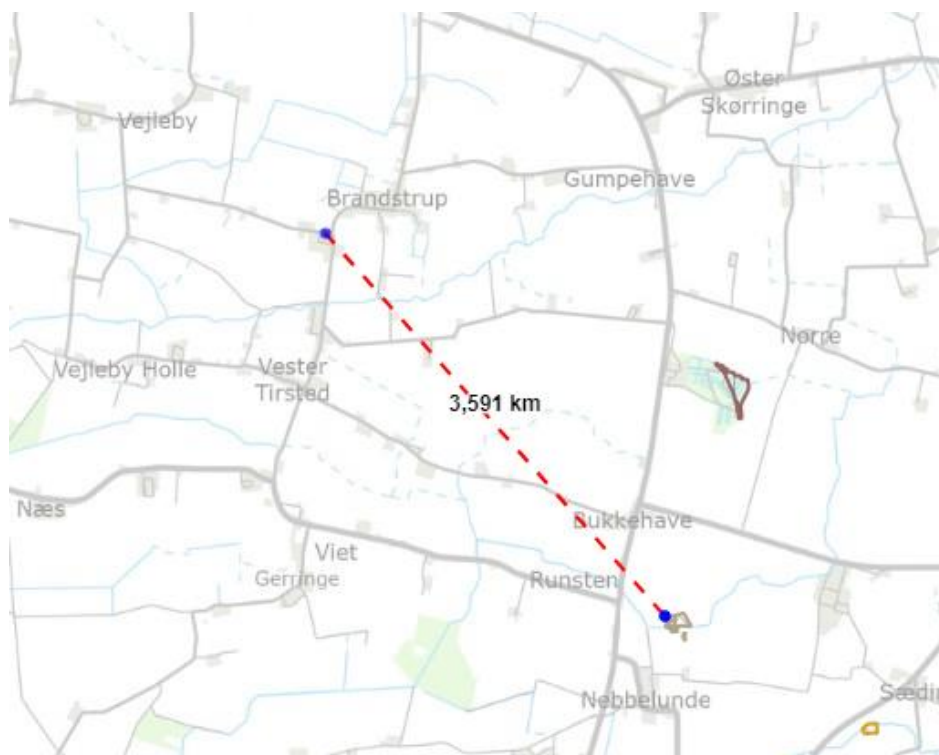 Øster
Skørringe
Vejleby
Gumpehave
Brandstrup
Nørre
Vejleby Holle
Vester
Tirsted
3,591 km
Næs
Bukkehave
Viet
Gerringe
Runsten
Nebbelunde